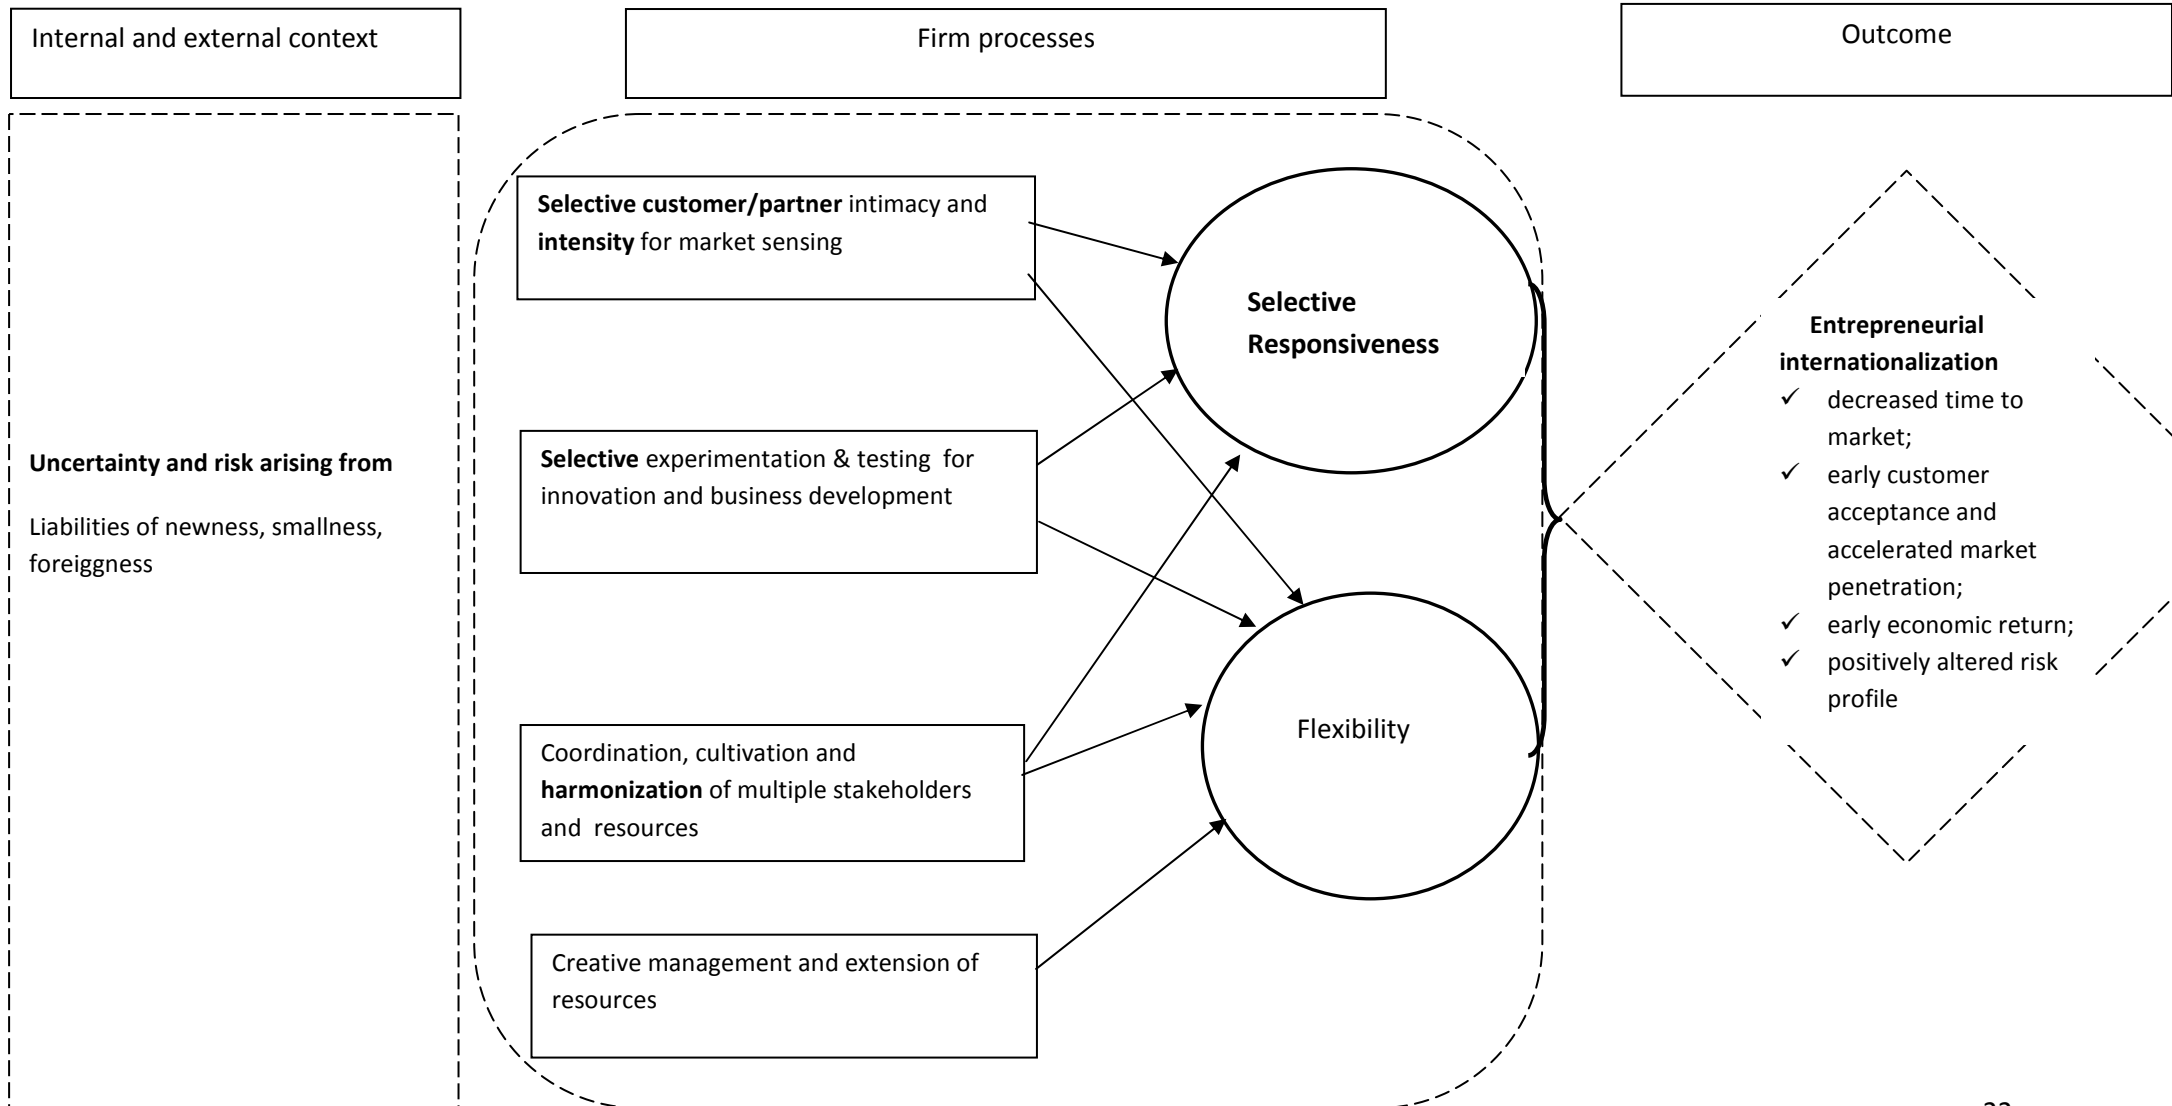 Internal and external context
Firm processes
Outcome
Uncertainty and risk arising from
Liabilities of newness, smallness,
foreiggness
Selective customer/partner intimacy and
intensity for market sensing
Selective experimentation & testing for
innovation and business development
Coordination, cultivation and
harmonization of multiple stakeholders
and resources
Creative management and extension of
resources
Selective
Responsiveness
Flexibility
Entrepreneurial
internationalization
✓ decreased time to
market;
✓ early customer
acceptance and
accelerated market
penetration;
✓ early economic return;
✓ positively altered risk
profile